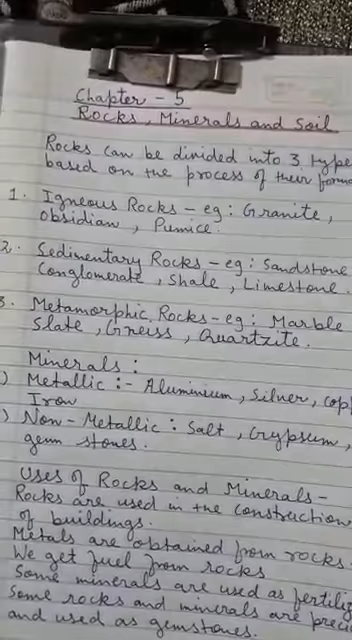 Chapter - 5
Rocks, Minerals and Soil
Rocks can be divided into 3 type
based on the process of their forma
1. Igneous Rocks - eg: Granite,
Obsidian, Pumice.
2. Sedimentary Rocks - eg: Sandstone
Conglomerate, Shale, Limestone.
3. Metamorphic Rocks - eg: Marble
Slate, Gneiss, Quartzite.
Minerals:
) Metallic :- Aluminium, Silver, cop
Iron
) Non-Metallic : Salt, Gypsum,
gem stones.
Uses of Rocks and Minerals -
Rocks are used in the construction
of buildings.
Metals are obtained from rocks.
We get fuel from rocks
Some minerals are used as fertiliz
Some rocks and minerals are preci
and used as gemstones.